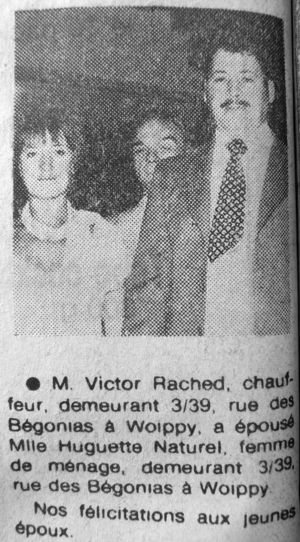 ● M. Victor Rached, chauf-
feur, demeurant 3/39, rue des
Bégonias à Woippy, a épousé
Mlle Huguette Naturel, femme
de ménage, demeurant 3/39,
rue des Bégonias à Woippy.
Nos félicitations aux jeunes
époux.